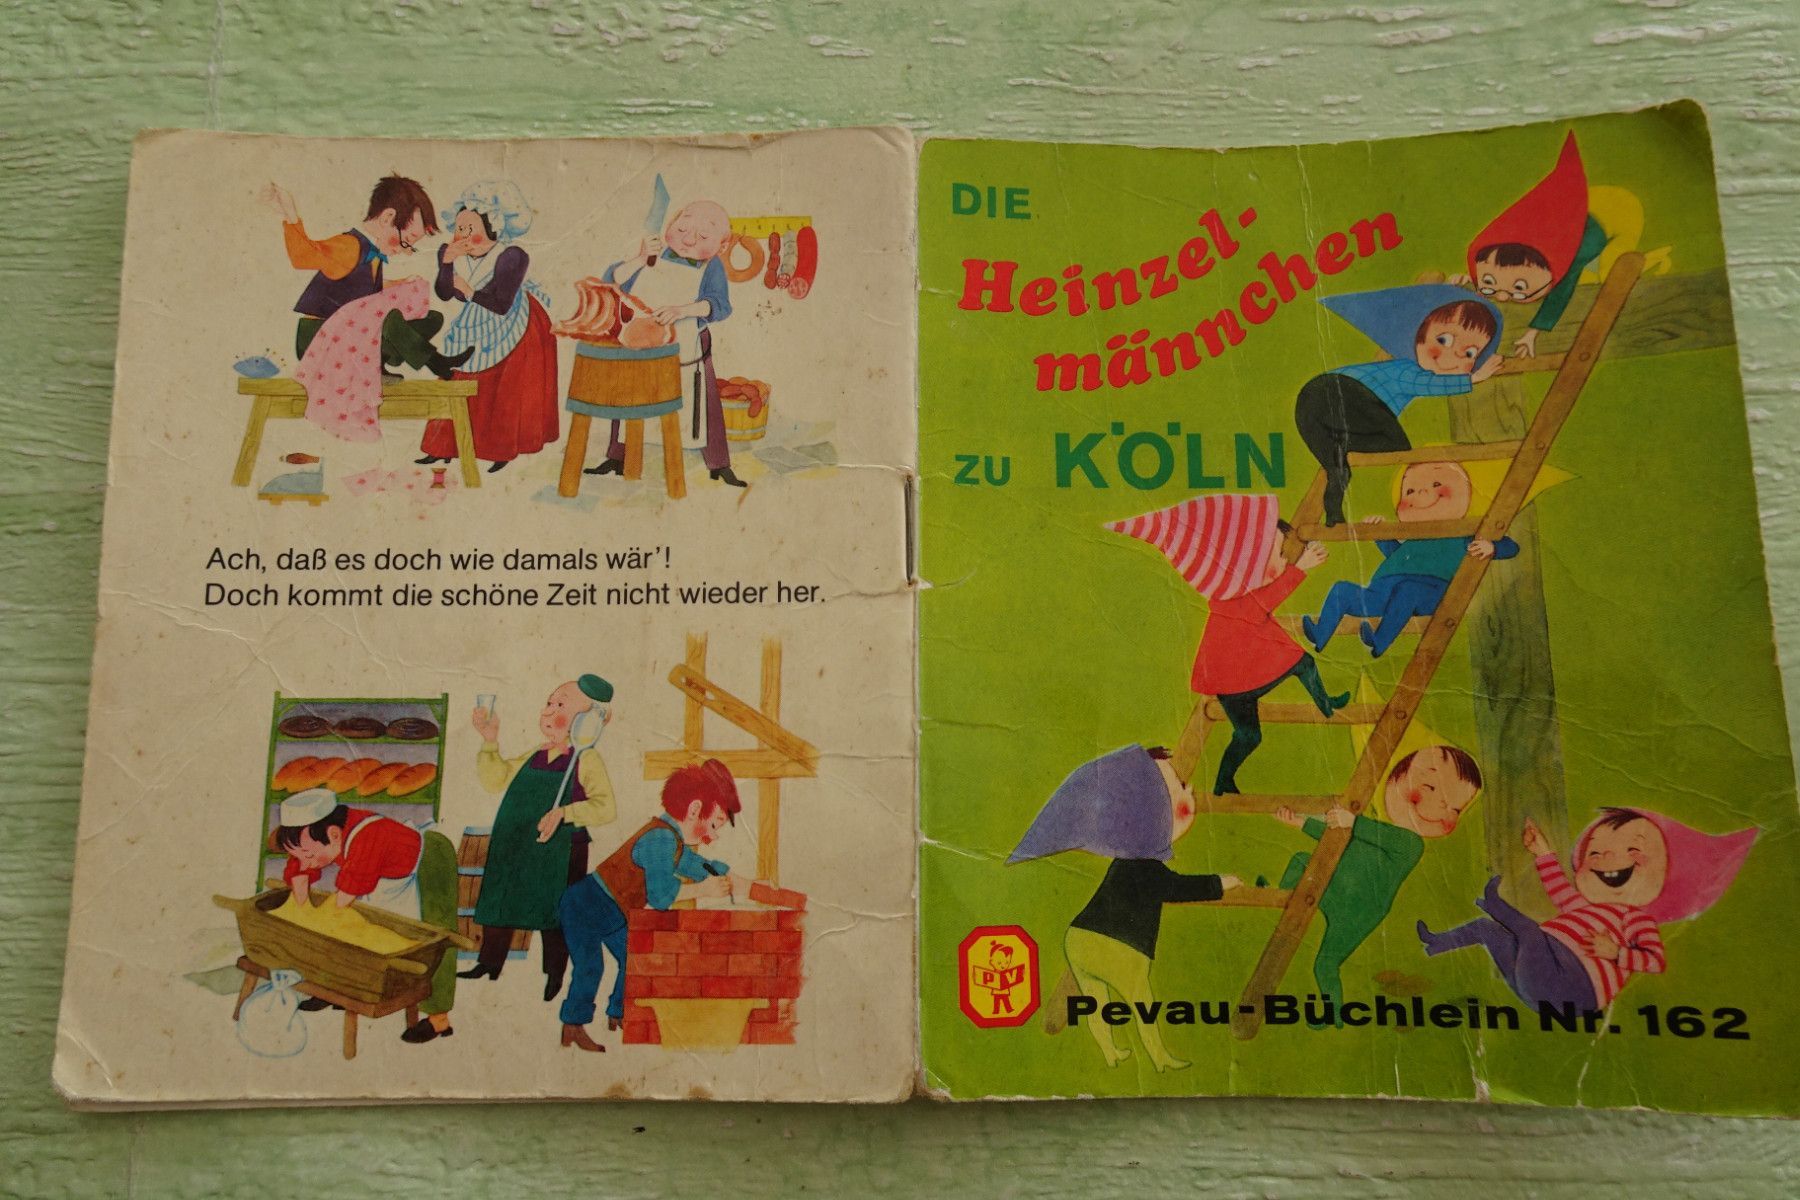 Ach, daß es doch wie damals wär'!
Doch kommt die schöne Zeit nicht wieder her.
DIE
Heinzel-
männchen
ZU KÖLN
PV
Pevau-Büchlein Nr. 162